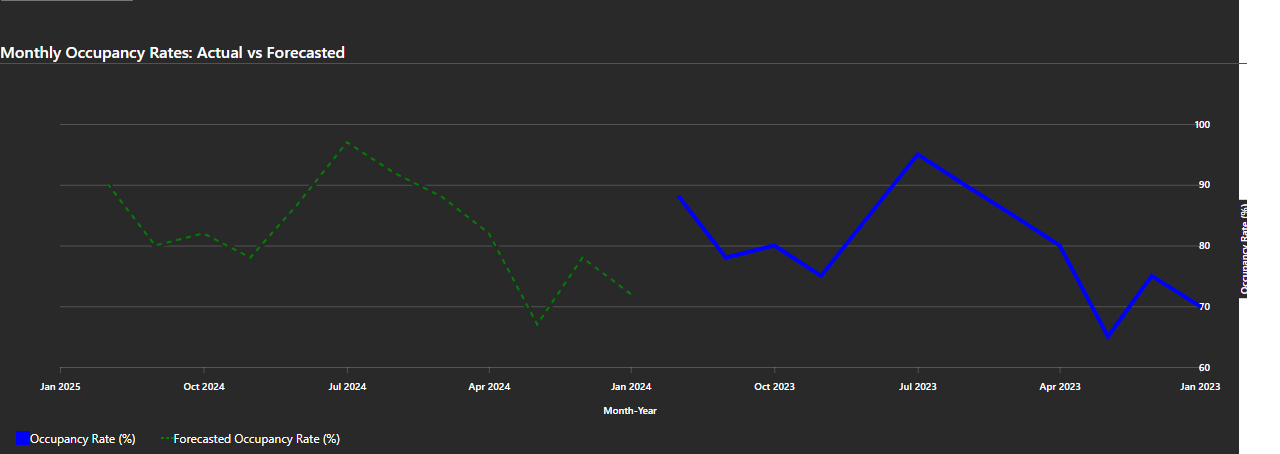 Monthly Occupancy Rates: Actual vs Forecasted
100
90
80
70
60
Occupancy Rate (%)
Jan 2025 Oct 2024 Jul 2024 Apr 2024 Jan 2024 Oct 2023 Jul 2023 Apr 2023 Jan 2023
Month-Year
Occupancy Rate (%) Forecasted Occupancy Rate (%)